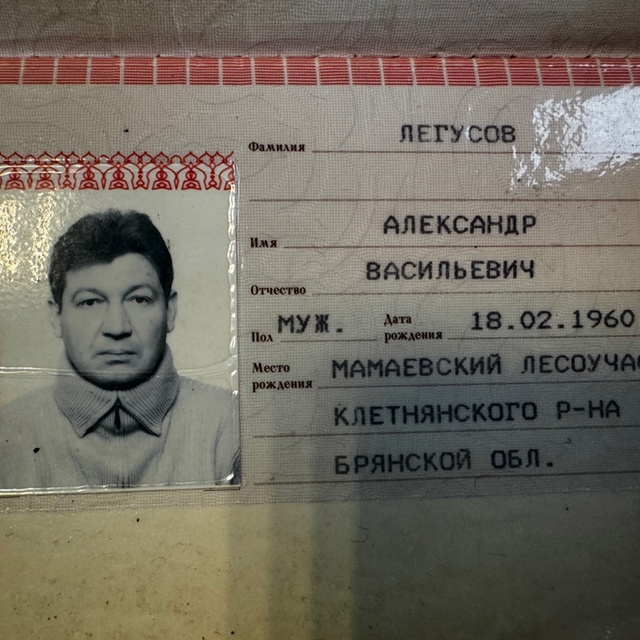 Фамилия ЛЕГУСОВ
Имя АЛЕКСАНДР
Отчество ВАСИЛЬЕВИЧ
Пол МУЖ. Дата рождения 18.02.1960
Место рождения МАМАЕВСКИЙ ЛЕСОУЧА
КЛЕТНЯНСКОГО Р-НА
БРЯНСКОЙ ОБЛ.